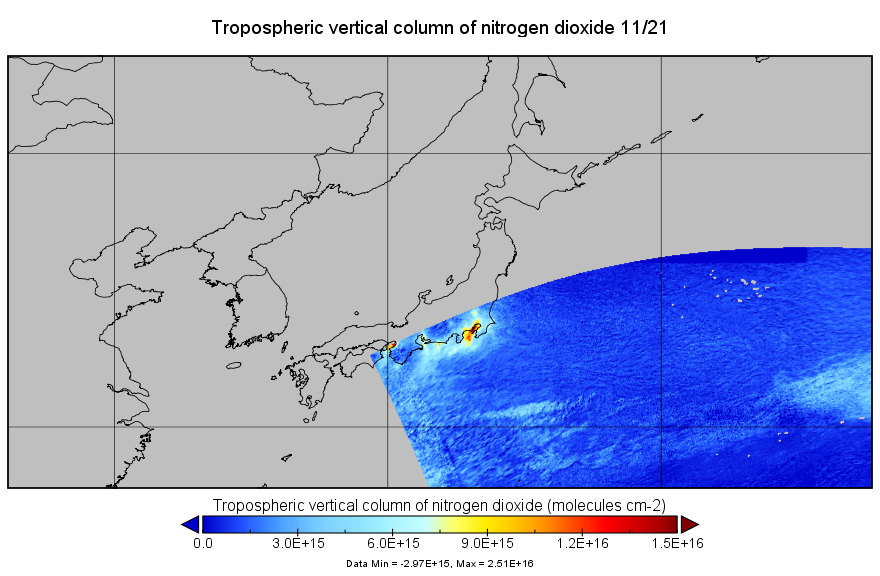 Tropospheric vertical column of nitrogen dioxide 11/21
Tropospheric vertical column of nitrogen dioxide (molecules cm-2)
0.0 3.0E+15 6.0E+15 9.0E+15 1.2E+16 1.5E+16
Data Min = -2.97E+15, Max = 2.51E+16